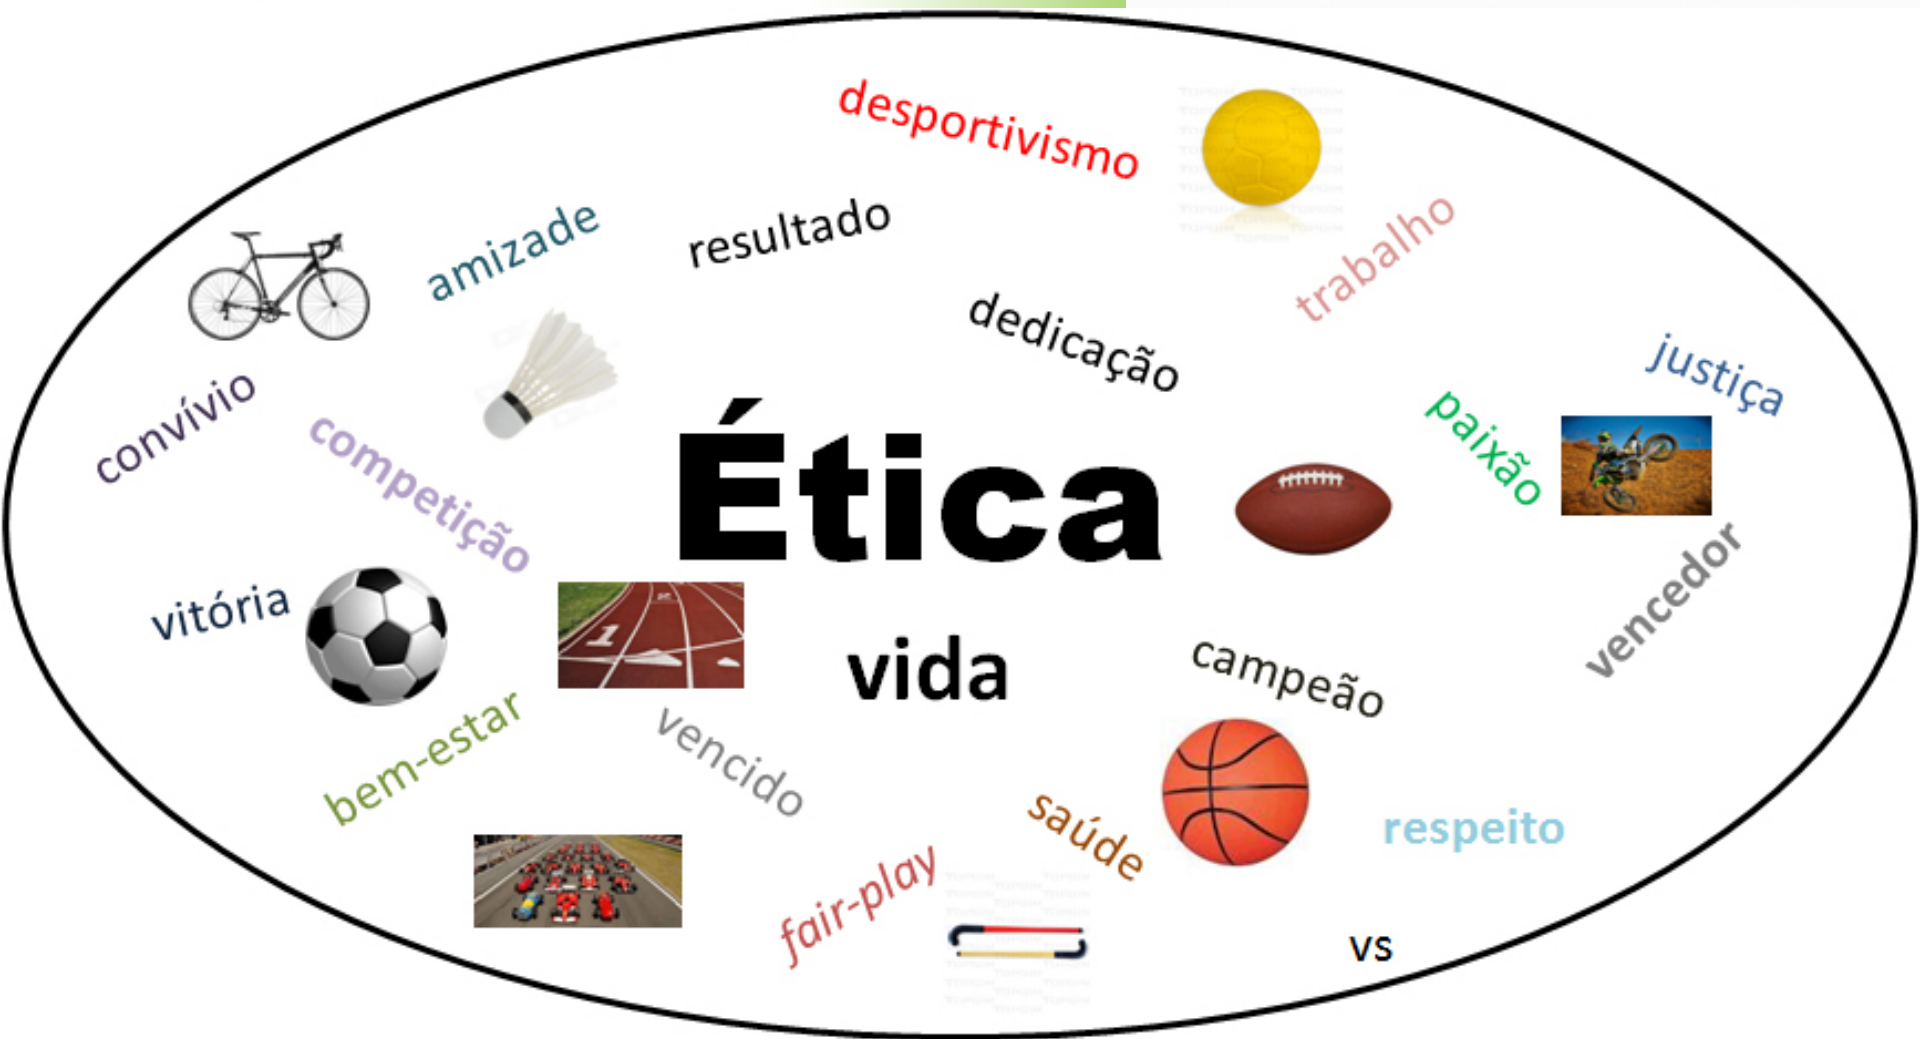 desportivismo
amizade
resultado
trabalho
dedicação
justiça
convívio
competição
paixão
Ética
vencedor
vitória
1
vida
campeão
bem-estar
vencido
saúde
respeito
fair-play
vs